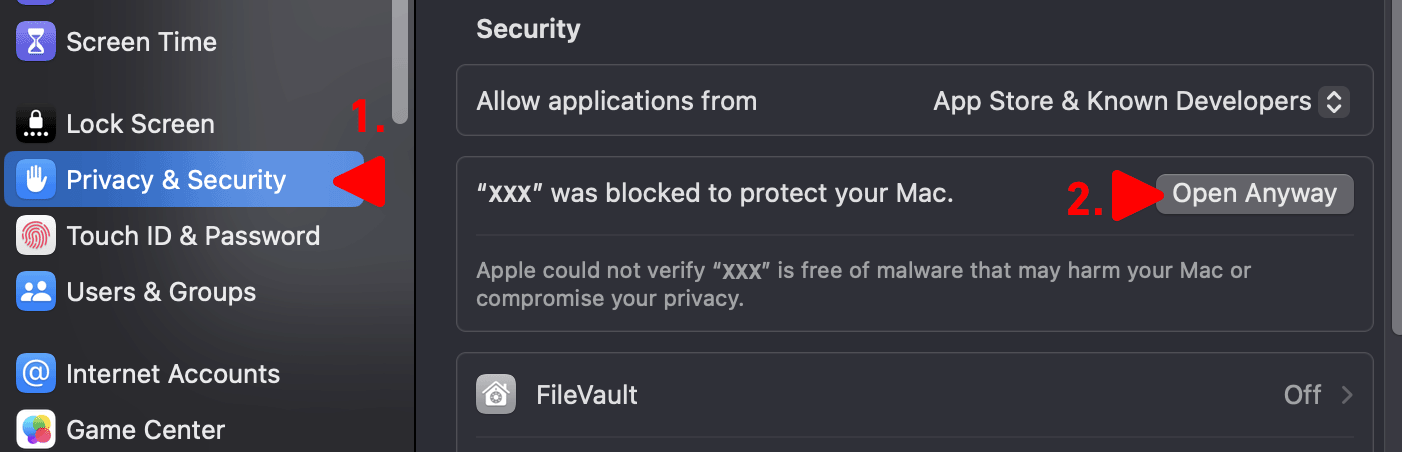 Screen Time
Lock Screen
1.
Privacy & Security
Touch ID & Password
Users & Groups
Internet Accounts
Game Center
Security
Allow applications from App Store & Known Developers
“XXX” was blocked to protect your Mac. 2. Open Anyway
Apple could not verify “XXX” is free of malware that may harm your Mac or
compromise your privacy.
FileVault Off